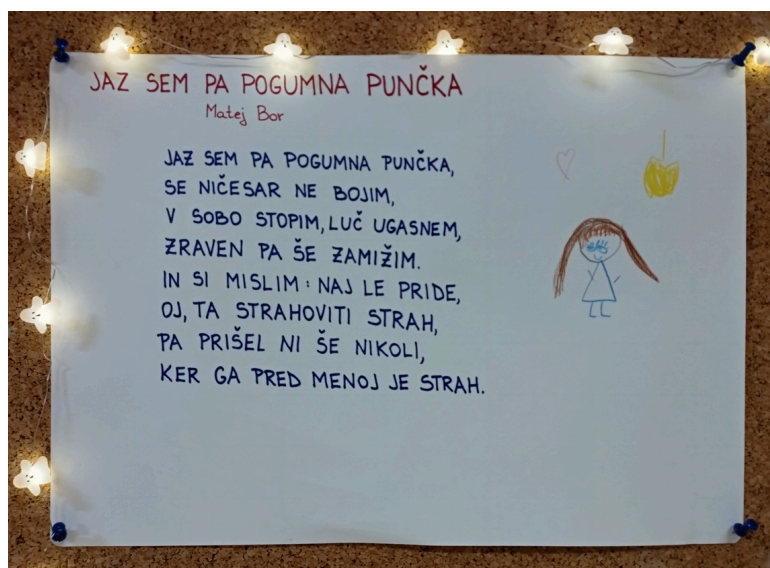 JAZ SEM PA POGUMNA PUNČKA
Matej Bor
JAZ SEM PA POGUMNA PUNČKA,
SE NIČESAR NE BOJIM,
V SOBO STOPIM, LUČ UGASNEM,
ZRAVEN PA ŠE ZAMIŽIM.
IN SI MISLIM: NAJ LE PRIDE,
OJ, TA STRAHOVITI STRAH,
PA PRIŠEL NI ŠE NIKOLI,
KER GA PRED MENOJ JE STRAH.